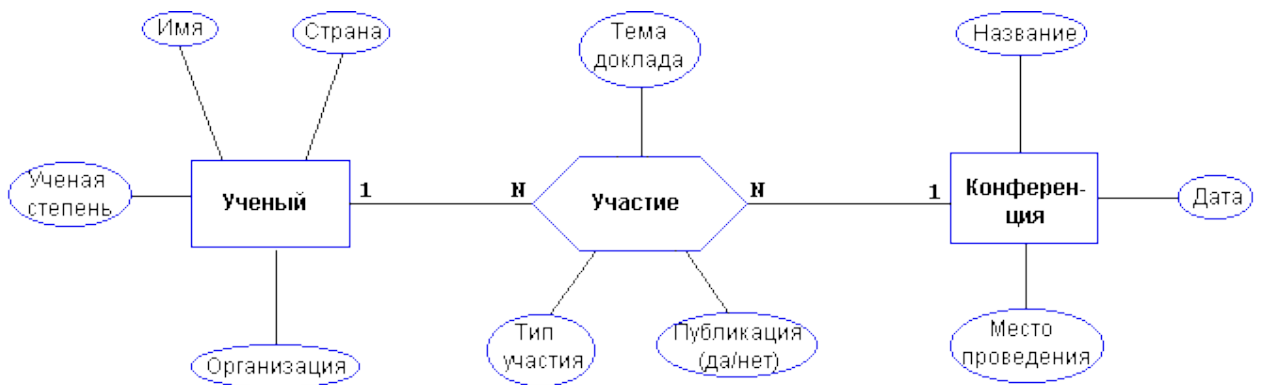 Имя
Страна
Тема
доклада
Название
Ученая
степень
Ученый
1
N
Участие
N
1
Конферен-
ция
Дата
Организация
Тип
участия
Публикация
(да/нет)
Место
проведения